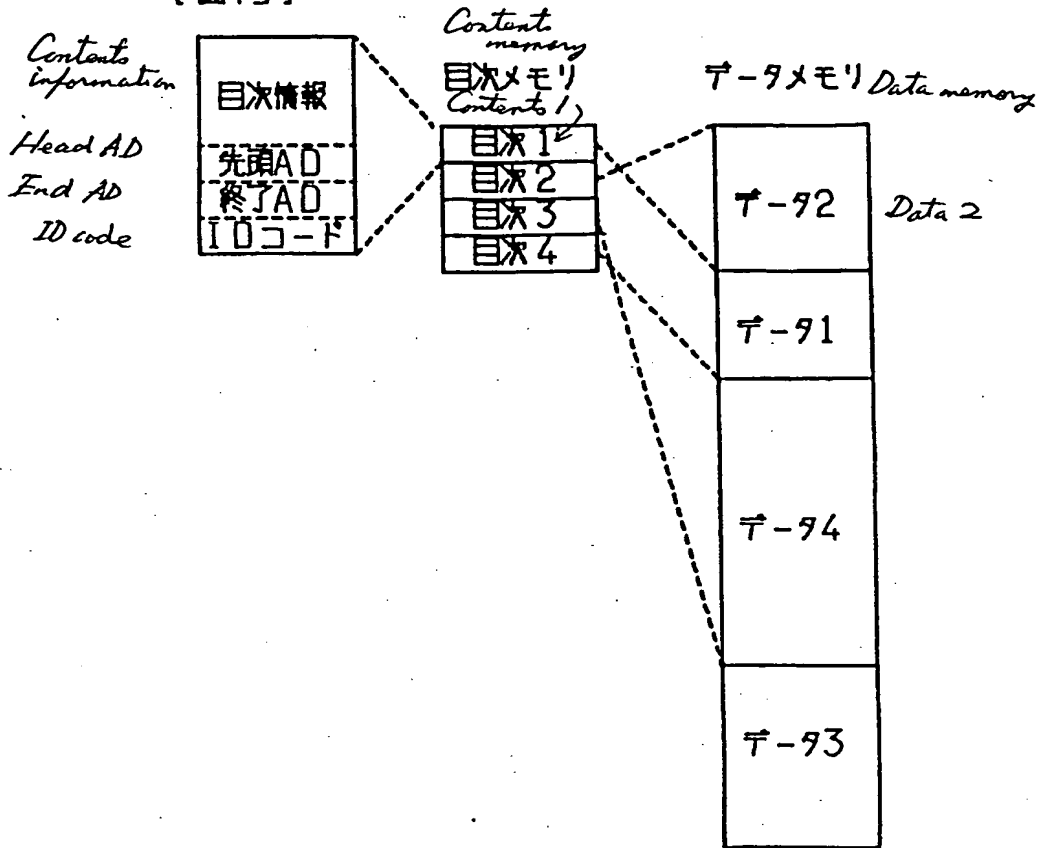 Contents information
目次情報
Head AD
先頭AD
End AD
終了AD
ID code
IDコード
Contents memory
目次メモリ
Contents 1
目次1
目次2
目次3
目次4
データメモリ Data memory
データ2
Data 2
データ1
データ4
データ3